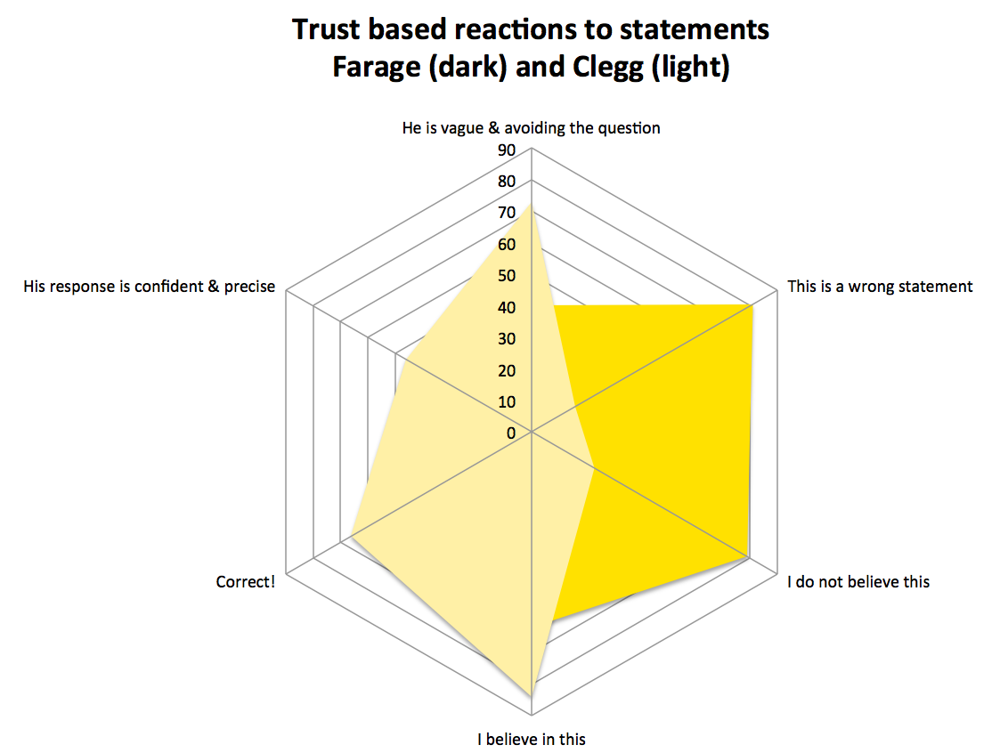 Trust based reactions to statements
Farage (dark) and Clegg (light)
He is vague & avoiding the question
90
80
70
60
50
40
30
20
10
0
His response is confident & precise
This is a wrong statement
Correct!
I do not believe this
I believe in this